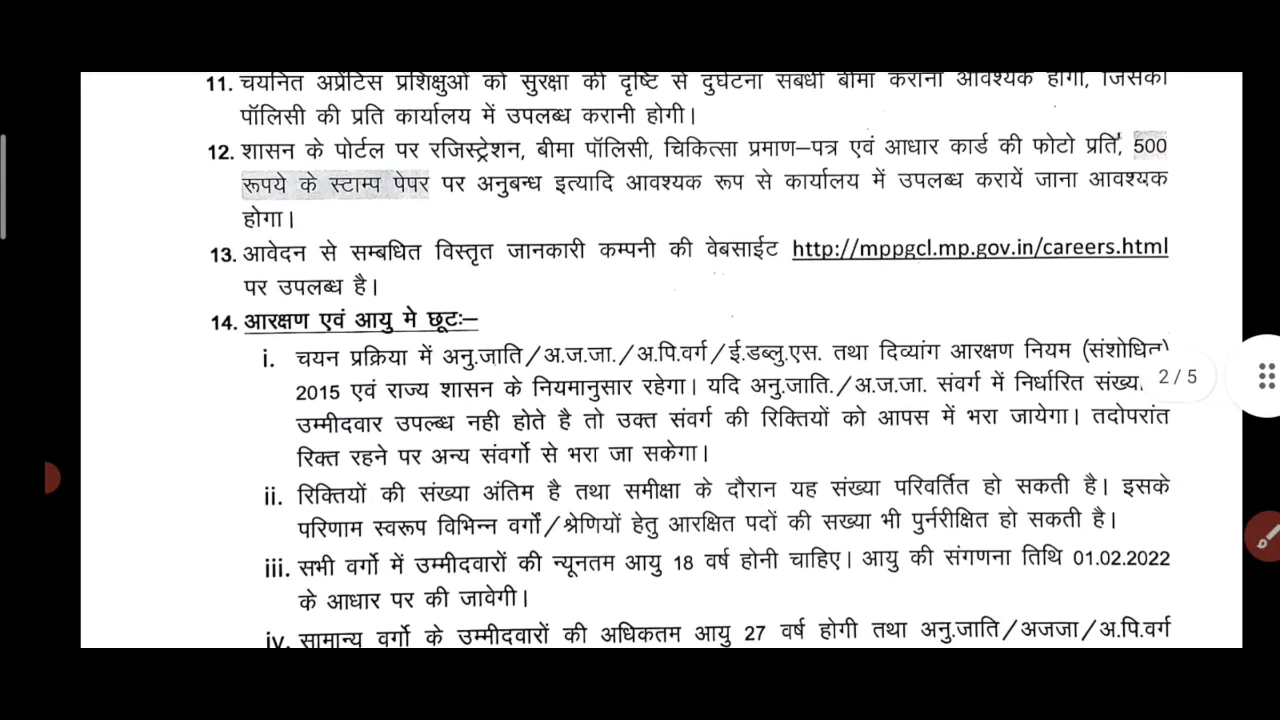 11. चयनित अप्रेंटिस प्रशिक्षुओं को सुरक्षा की दृष्टि से दुर्घटना संबंधी बीमा कराना आवश्यक होगा, जिसकी
पॉलिसी की प्रति कार्यालय में उपलब्ध करानी होगी।
12. शासन के पोर्टल पर रजिस्ट्रेशन, बीमा पॉलिसी, चिकित्सा प्रमाण–पत्र एवं आधार कार्ड की फोटो प्रति, 500
रूपये के स्टाम्प पेपर पर अनुबन्ध इत्यादि आवश्यक रूप से कार्यालय में उपलब्ध करायें जाना आवश्यक
होगा।
13. आवेदन से सम्बधित विस्तृत जानकारी कम्पनी की वेबसाईट http://mppgcl.mp.gov.in/careers.html
पर उपलब्ध है।
14. आरक्षण एवं आयु मे छूटः–
i. चयन प्रक्रिया में अनु.जाति/अ.ज.जा./अ.पि.वर्ग/ई.डब्लु.एस. तथा दिव्यांग आरक्षण नियम (संशोधित)
2015 एवं राज्य शासन के नियमानुसार रहेगा। यदि अनु.जाति./अ.ज.जा. संवर्ग में निर्धारित संख्य
2 / 5
उम्मीदवार उपल्ब्ध नही होते है तो उक्त संवर्ग की रिक्तियों को आपस में भरा जायेगा। तदोपरांत
रिक्त रहने पर अन्य संवर्गो से भरा जा सकेगा।
ii. रिक्तियों की संख्या अंतिम है तथा समीक्षा के दौरान यह संख्या परिवर्तित हो सकती है। इसके
परिणाम स्वरूप विभिन्न वर्गों/श्रेणियों हेतु आरक्षित पदों की सख्या भी पुर्नरीक्षित हो सकती है।
iii. सभी वर्गो में उम्मीदवारों की न्यूनतम आयु 18 वर्ष होनी चाहिए। आयु की संगणना तिथि 01.02.2022
के आधार पर की जावेगी।
iv. सामान्य वर्गो के उम्मीदवारों की अधिकतम आयु 27 वर्ष होगी तथा अनु.जाति/अजजा/अ.पि.वर्ग